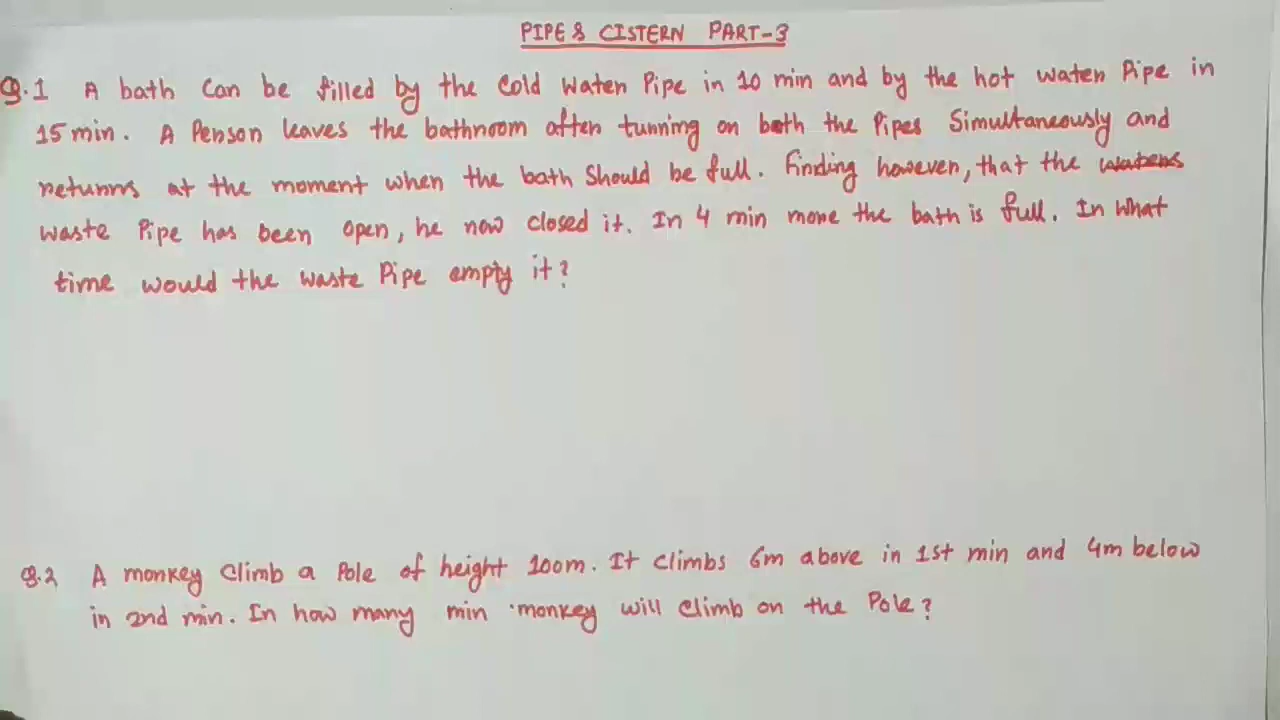 PIPE & CISTERN PART-3
Q.1 A bath can be filled by the cold water Pipe in 10 min and by the hot water Pipe in
15 min. A Person leaves the bathroom after turning on both the Pipes Simultaneously and
returns at the moment when the bath should be full. Finding however, that the waters
waste Pipe has been open, he now closed it. In 4 min more the bath is full. In what
time would the waste Pipe empty it?
Q.2 A monkey climb a Pole of height 100m. It climbs 6m above in 1st min and 4m below
in 2nd min. In how many min monkey will climb on the Pole?